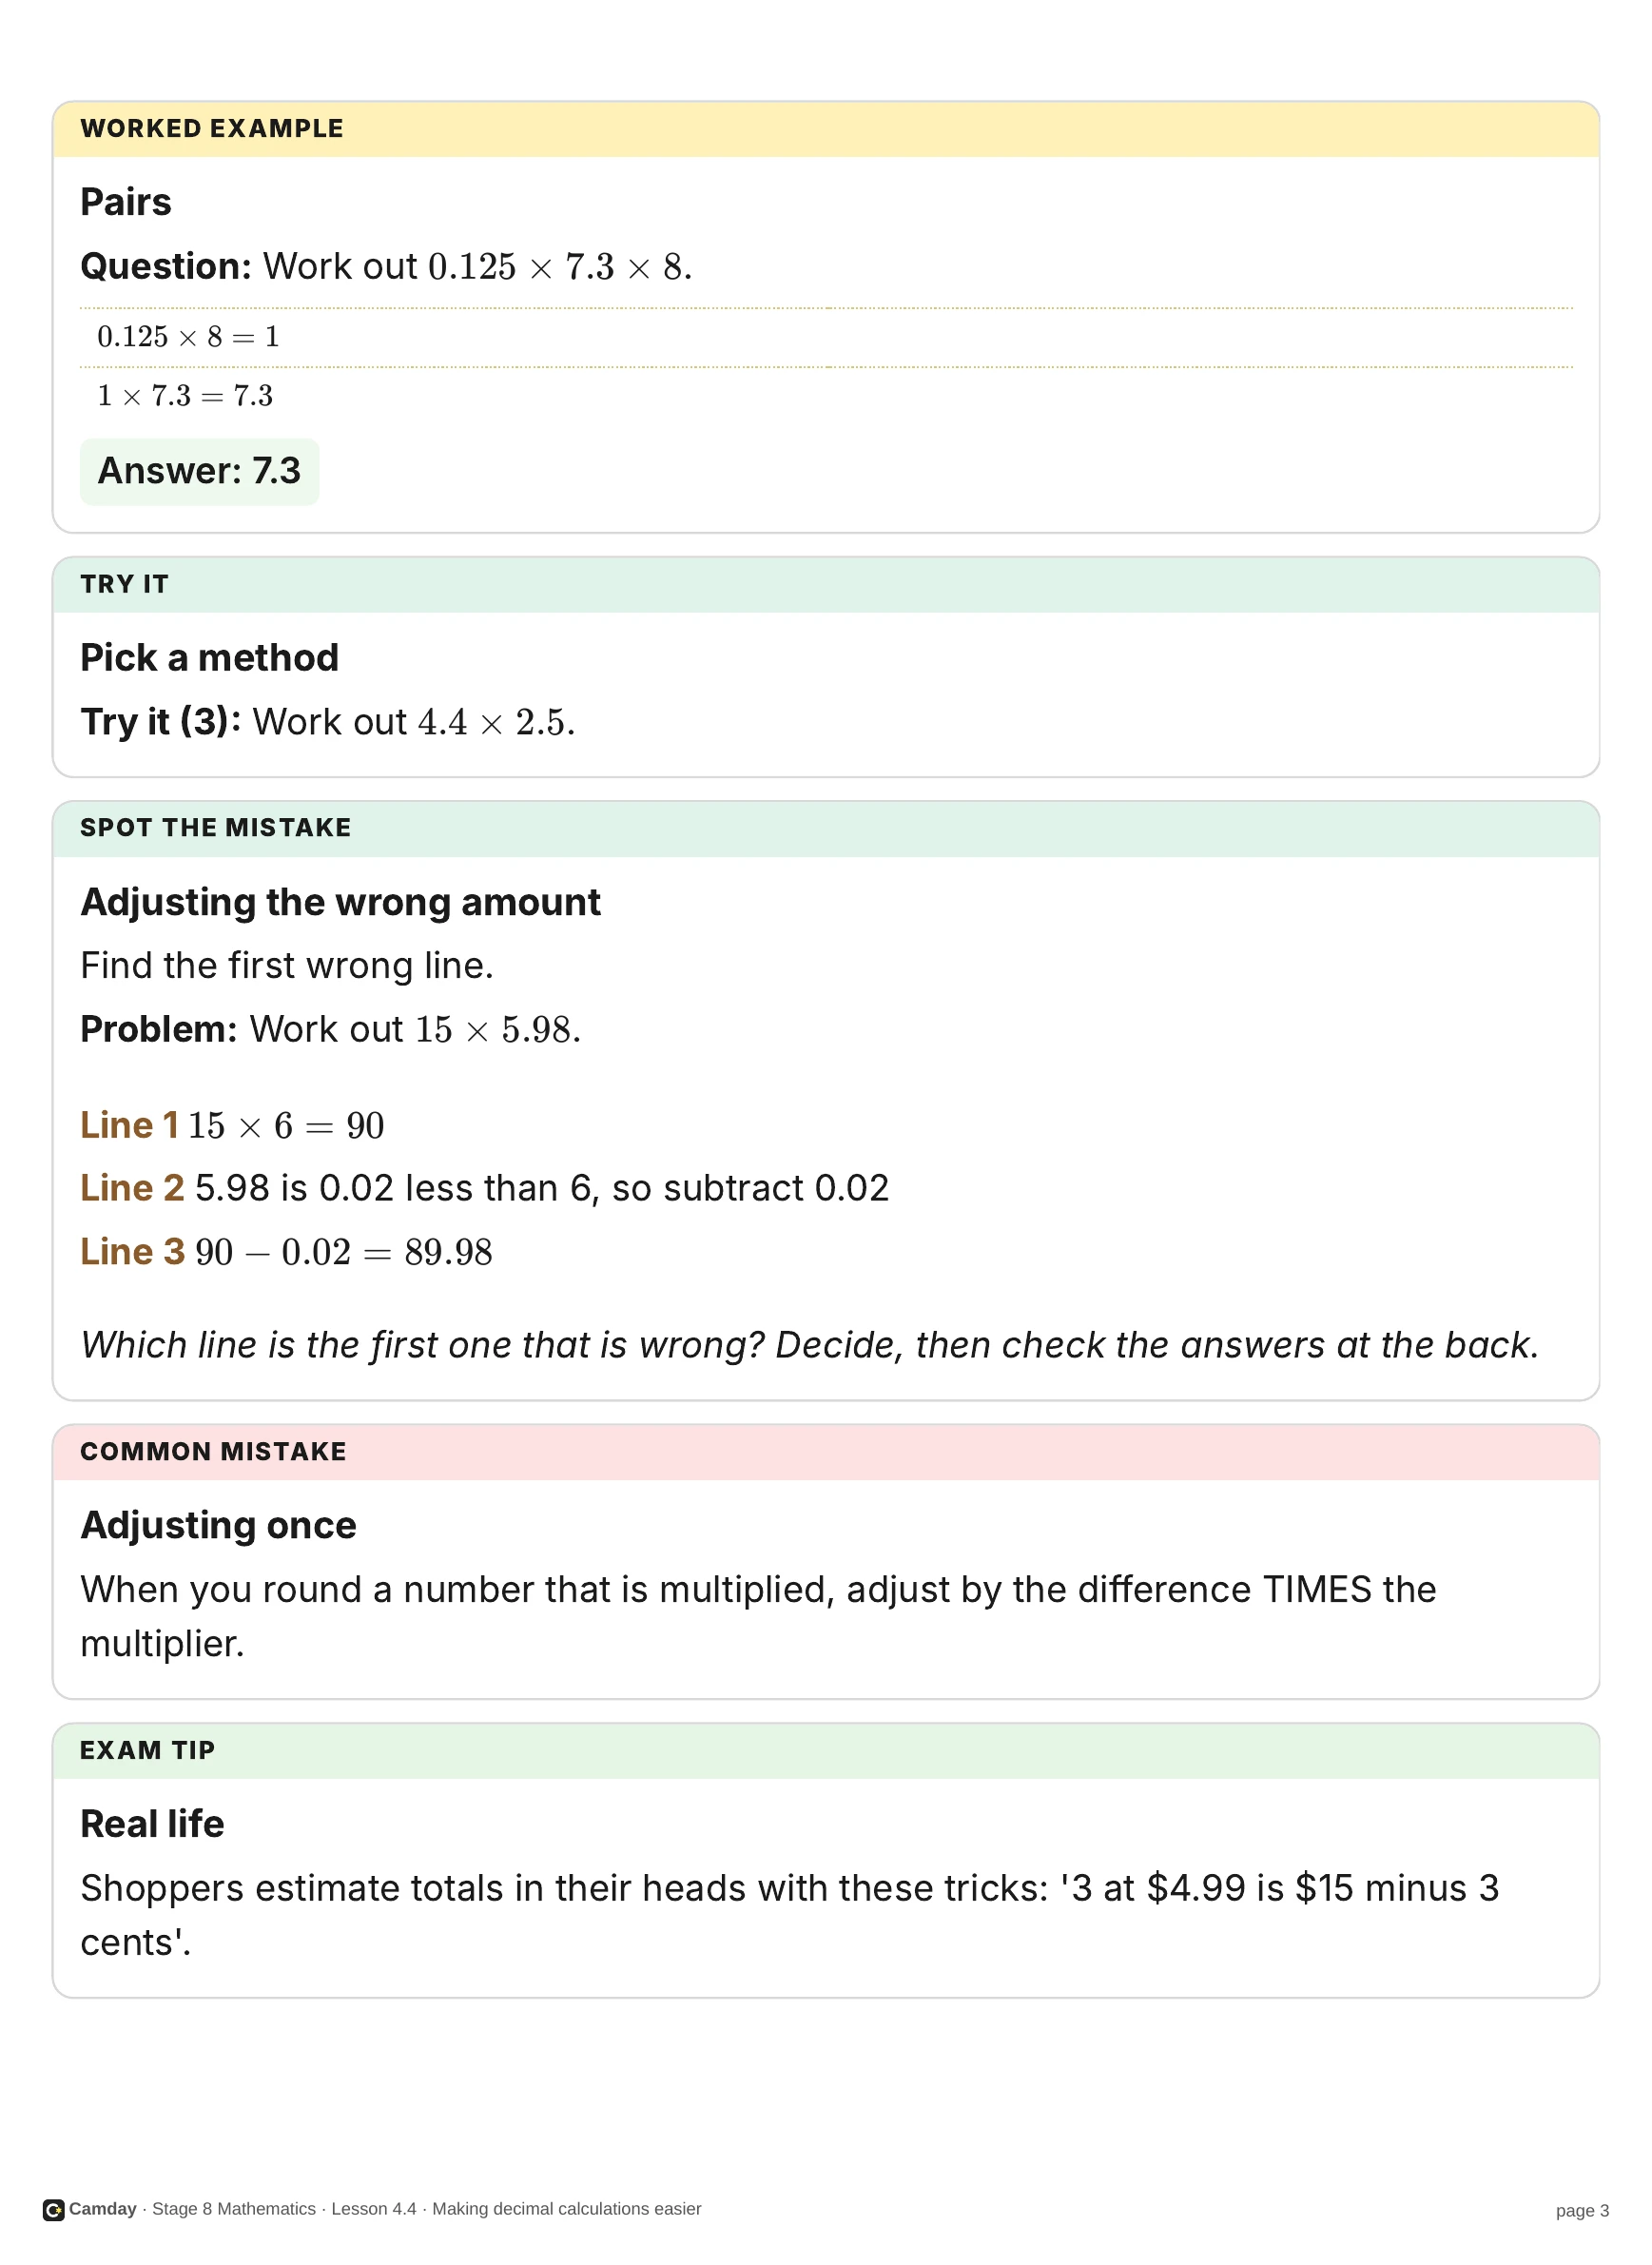 WORKED EXAMPLE
Pairs
Question: Work out 0.125 × 7.3 × 8.
0.125 × 8 = 1
1 × 7.3 = 7.3
Answer: 7.3
TRY IT
Pick a method
Try it (3): Work out 4.4 × 2.5.
SPOT THE MISTAKE
Adjusting the wrong amount
Find the first wrong line.
Problem: Work out 15 × 5.98.
Line 1 15 × 6 = 90
Line 2 5.98 is 0.02 less than 6, so subtract 0.02
Line 3 90 − 0.02 = 89.98
Which line is the first one that is wrong? Decide, then check the answers at the back.
COMMON MISTAKE
Adjusting once
When you round a number that is multiplied, adjust by the difference TIMES the
multiplier.
EXAM TIP
Real life
Shoppers estimate totals in their heads with these tricks: '3 at $4.99 is $15 minus 3
cents'.
Camday · Stage 8 Mathematics · Lesson 4.4 · Making decimal calculations easier
page 3